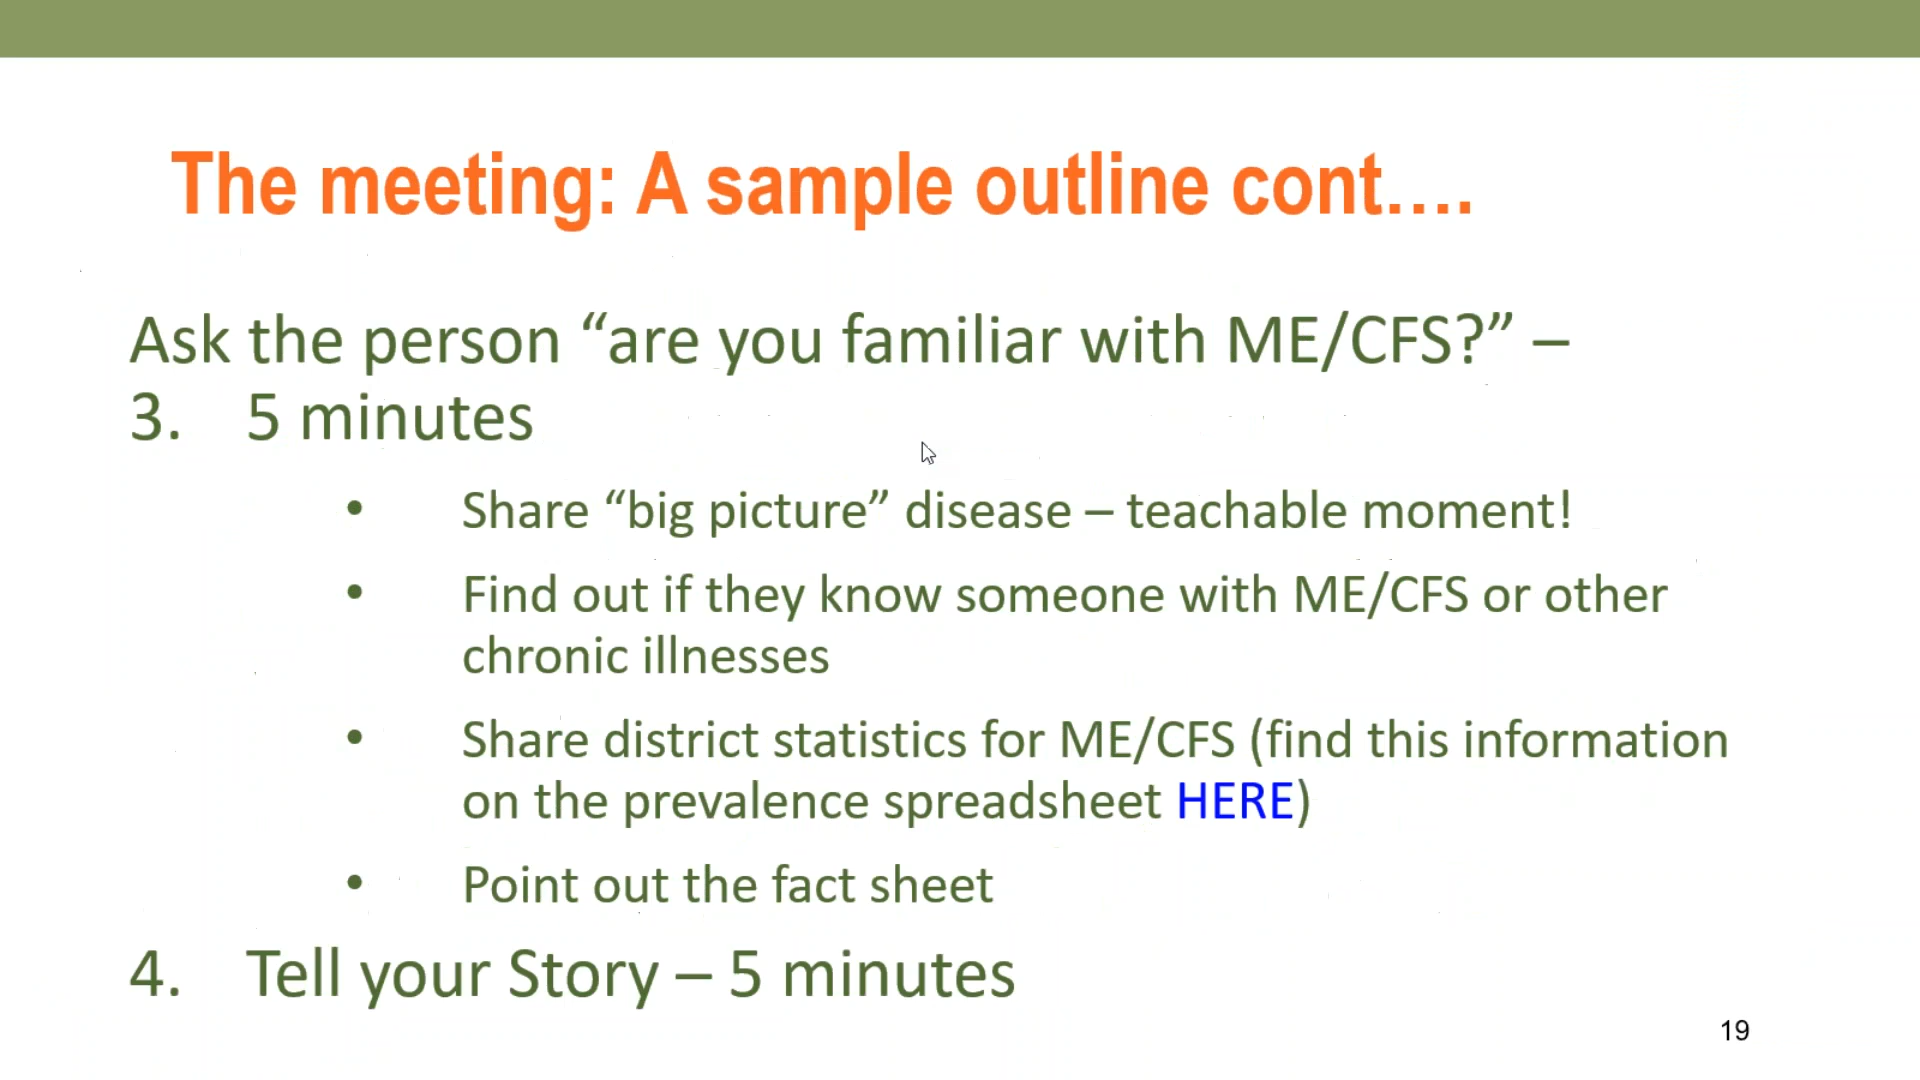 The meeting: A sample outline cont....
Ask the person “are you familiar with ME/CFS?” –
3. 5 minutes
• Share “big picture” disease – teachable moment!
• Find out if they know someone with ME/CFS or other
chronic illnesses
• Share district statistics for ME/CFS (find this information
on the prevalence spreadsheet HERE)
• Point out the fact sheet
4. Tell your Story – 5 minutes
19